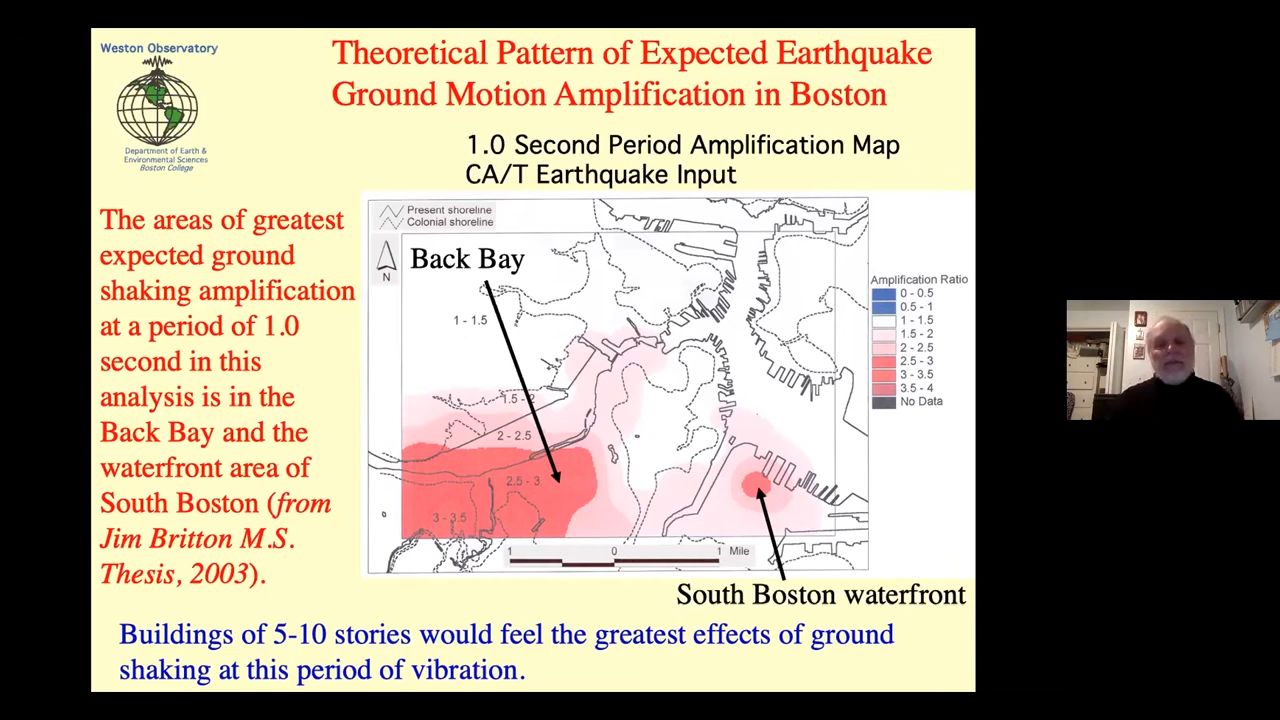 Weston Observatory
Department of Earth &
Environmental Sciences
Boston College
Theoretical Pattern of Expected Earthquake
Ground Motion Amplification in Boston
1.0 Second Period Amplification Map
CA/T Earthquake Input
The areas of greatest
expected ground
shaking amplification
at a period of 1.0
second in this
analysis is in the
Back Bay and the
waterfront area of
South Boston (from
Jim Britton M.S.
Thesis, 2003).
Present shoreline
Colonial shoreline
N
Back Bay
1 - 1.5
1.5 - 2
2 - 2.5
2.5 - 3
3 - 3.5
1 0 1 Mile
South Boston waterfront
Amplification Ratio
0 - 0.5
0.5 - 1
1 - 1.5
1.5 - 2
2 - 2.5
2.5 - 3
3 - 3.5
3.5 - 4
No Data
Buildings of 5-10 stories would feel the greatest effects of ground
shaking at this period of vibration.